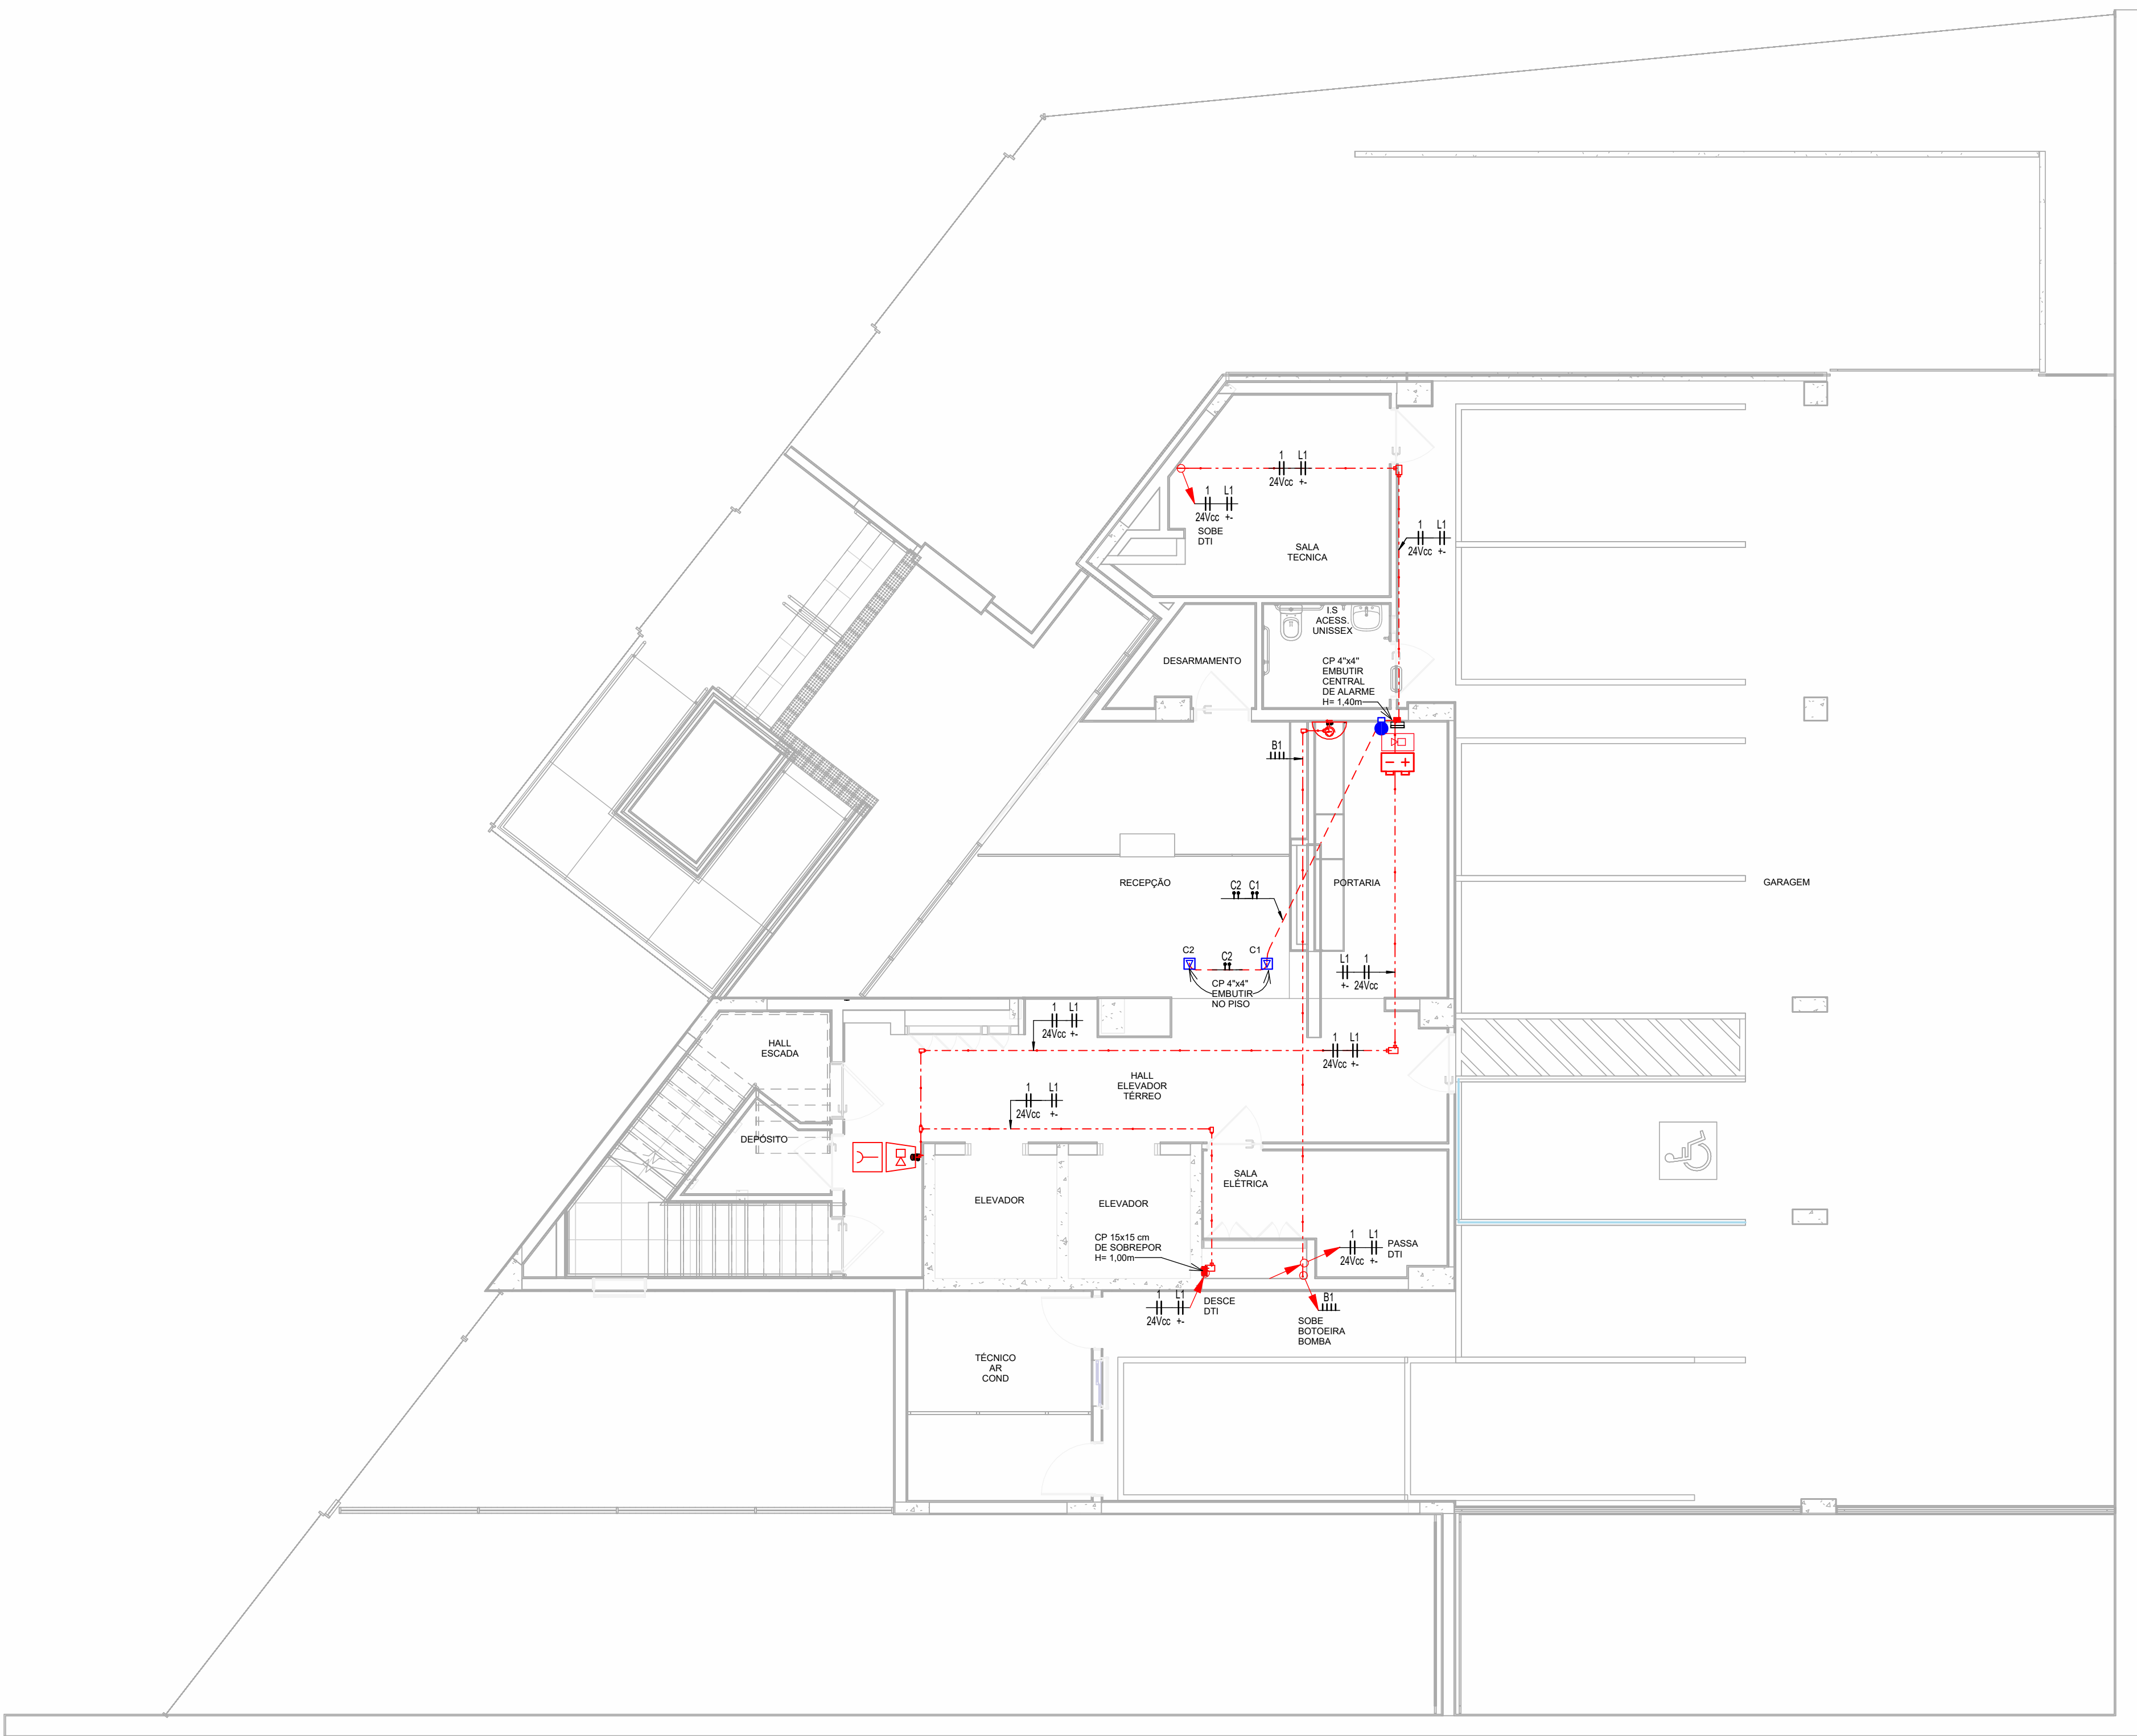 1 L1
24Vcc +-
1 L1
24Vcc +-
SOBE
DTI
1 L1
24Vcc +-
SALA
TECNICA
I.S
ACESS.
UNISSEX
DESARMAMENTO
CP 4"x4"
EMBUTIR
CENTRAL
DE ALARME
H= 1,40m
B1
- +
RECEPÇÃO
PORTARIA
GARAGEM
C2 C1
C2
C2
C1
CP 4"x4"
EMBUTIR
NO PISO
L1 1
+- 24Vcc
1 L1
24Vcc +-
HALL
ESCADA
1 L1
24Vcc +-
HALL
ELEVADOR
TÉRREO
1 L1
24Vcc +-
DEPÓSITO
SALA
ELÉTRICA
ELEVADOR
ELEVADOR
CP 15x15 cm
DE SOBREPOR
H= 1,00m
1 L1
24Vcc +-
PASSA
DTI
1 L1
24Vcc +-
DESCE
DTI
B1
SOBE
BOTOEIRA
BOMBA
TÉCNICO
AR
COND